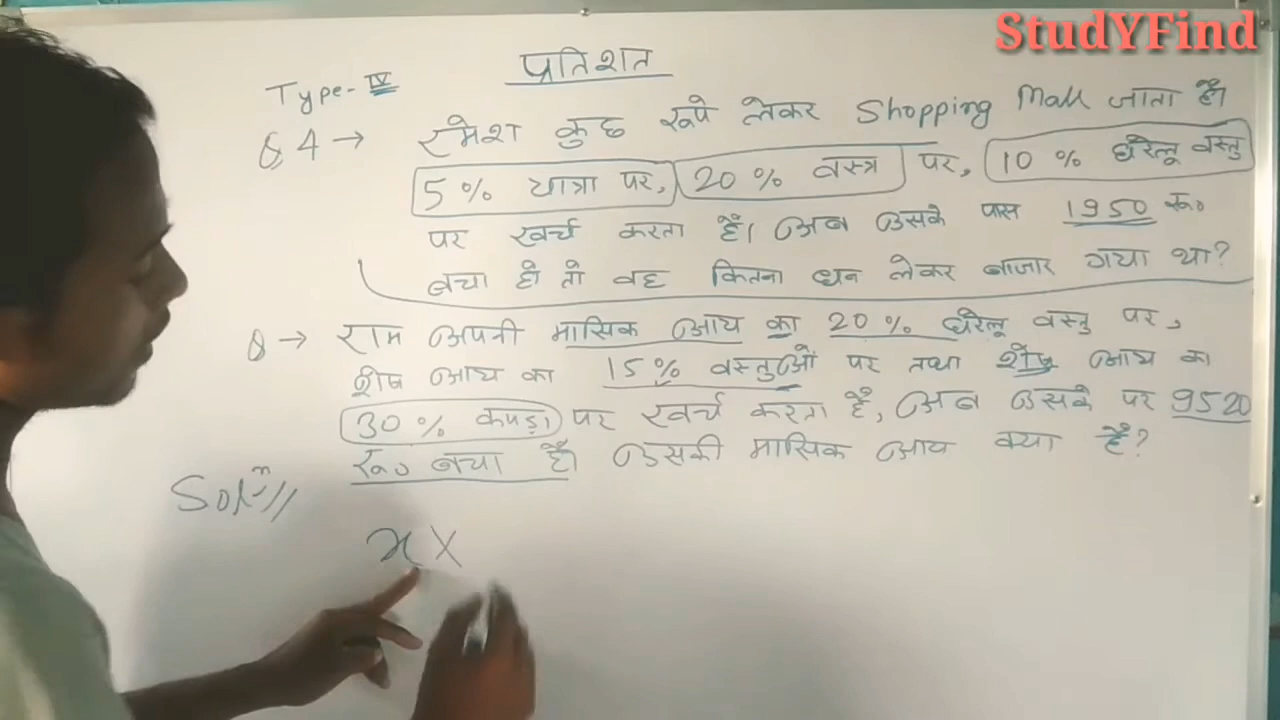 StudYFind
प्रतिशत
Type-IV
Q4→ रमेश कुछ रूपे लेकर Shopping Mall जाता है।
5% यात्रा पर, 20% वस्त्र पर, 10% घरेलू वस्तु
पर खर्च करता है। अब उसके पास 1950 रू०
बचा हो तो वह कितना धन लेकर बाजार गया था?
Q→ राम अपनी मासिक आय का 20% घरेलू वस्तु पर,
शेष आय का 15% वस्तुओं पर तथा शेष आय का
30% कपड़ा पर खर्च करता है, अब उसके पर 9520
रू० बचा है। उसकी मासिक आय क्या है?
Solⁿ//
x ×